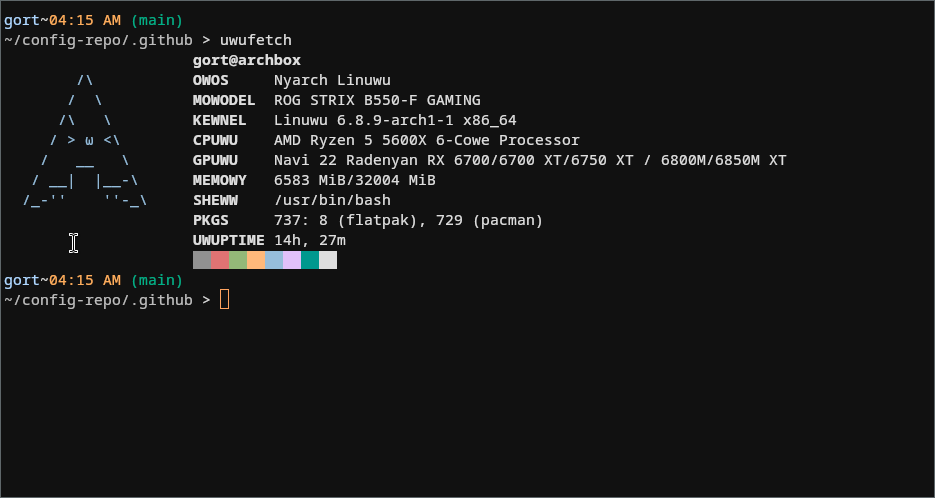 gort~04:15 AM (main)
~/config-repo/.github > uwufetch
                     gort@archbox
        /\           OWOS     Nyarch Linuwu
       /  \          MOWODEL  ROG STRIX B550-F GAMING
      /\   \         KEWNEL   Linuwu 6.8.9-arch1-1 x86_64
     / > ω <\        CPUWU    AMD Ryzen 5 5600X 6-Cowe Processor
    /   __   \       GPUWU    Navi 22 Radenyan RX 6700/6700 XT/6750 XT / 6800M/6850M XT
   / __|  |__-\      MEMOWY   6583 MiB/32004 MiB
  /_-''    ''-_\     SHEWW    /usr/bin/bash
                     PKGS     737: 8 (flatpak), 729 (pacman)
                     UWUPTIME 14h, 27m
gort~04:15 AM (main)
~/config-repo/.github >